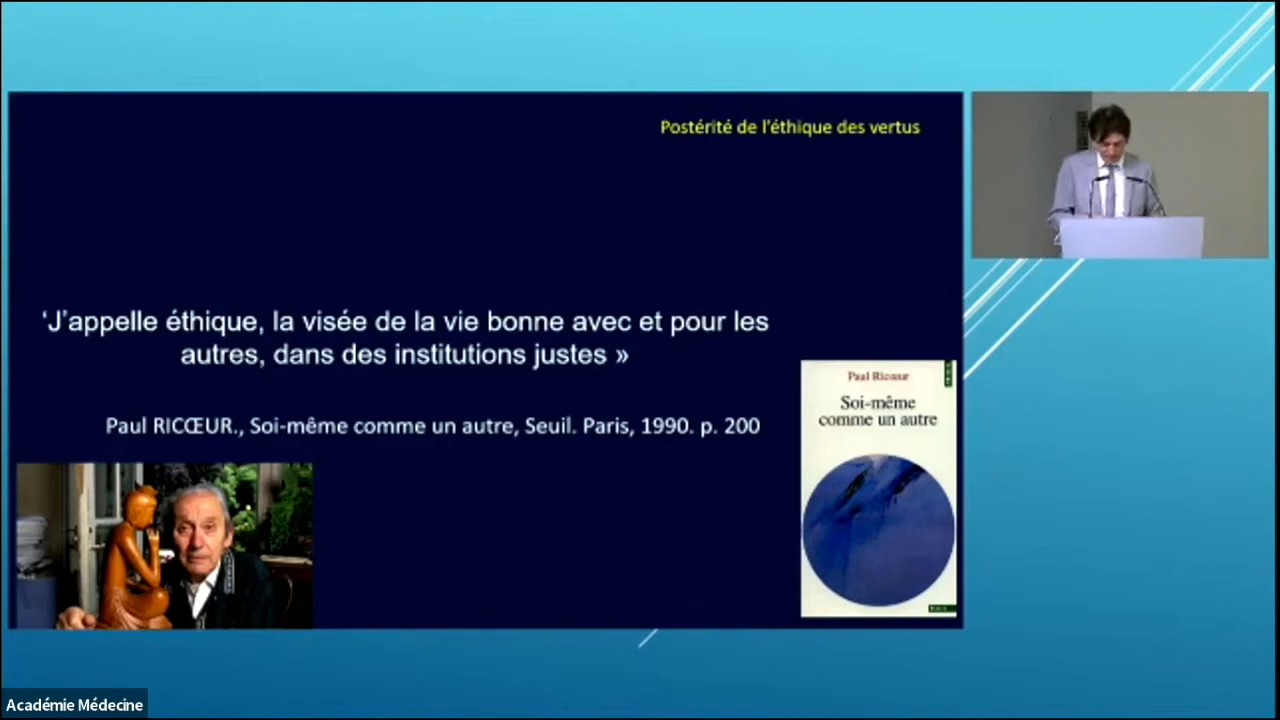 Postérité de l'éthique des vertus
‘J’appelle éthique, la visée de la vie bonne avec et pour les
autres, dans des institutions justes »
Paul RICŒUR., Soi-même comme un autre, Seuil. Paris, 1990. p. 200
Paul Ricœur
Soi-même
comme un autre
Académie Médecine